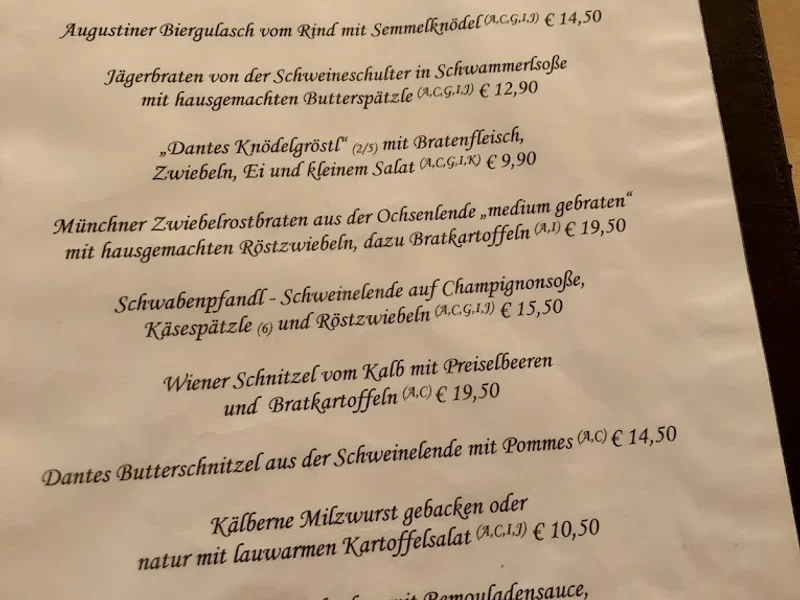 Augustiner Biergulasch vom Rind mit Semmelknödel (A,C,G,I,J) € 14,50
Jägerbraten von der Schweineschulter in Schwammerlsoße
mit hausgemachten Butterspätzle (A,C,G,I,J) € 12,90
„Dantes Knödelgröstl“ (2/5) mit Bratenfleisch,
Zwiebeln, Ei und kleinem Salat (A,C,G,I,K) € 9,90
Münchner Zwiebelrostbraten aus der Ochsenlende „medium gebraten“
mit hausgemachten Röstzwiebeln, dazu Bratkartoffeln (A,I) € 19,50
Schwabenpfandl - Schweinelende auf Champignonsoße,
Käsespätzle (6) und Röstzwiebeln (A,C,G,I,J) € 15,50
Wiener Schnitzel vom Kalb mit Preiselbeeren
und Bratkartoffeln (A,C) € 19,50
Dantes Butterschnitzel aus der Schweinelende mit Pommes (A,C) € 14,50
Kälberne Milzwurst gebacken oder
natur mit lauwarmen Kartoffelsalat (A,C,I,J) € 10,50
mit Remouladensauce,